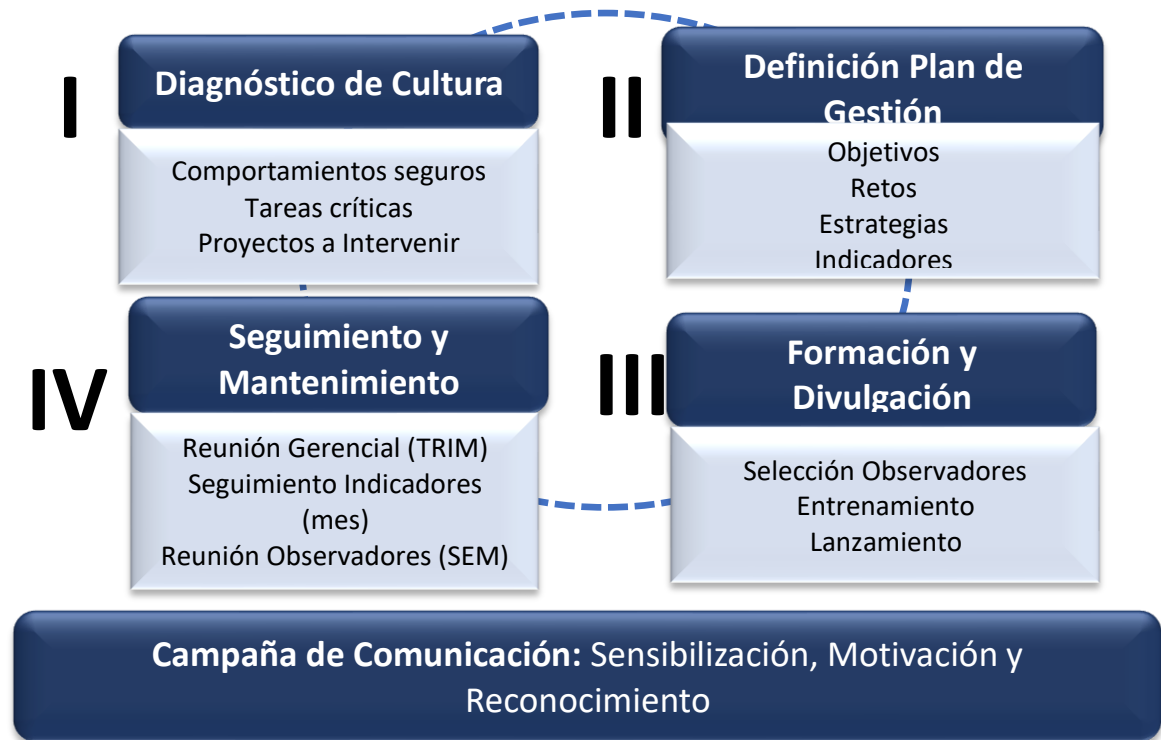 I
Diagnóstico de Cultura
Comportamientos seguros
Tareas críticas
Proyectos a Intervenir
II
Definición Plan de
Gestión
Objetivos
Retos
Estrategias
Indicadores
IV
Seguimiento y
Mantenimiento
Reunión Gerencial (TRIM)
Seguimiento Indicadores
(mes)
Reunión Observadores (SEM)
III
Formación y
Divulgación
Selección Observadores
Entrenamiento
Lanzamiento
Campaña de Comunicación: Sensibilización, Motivación y
Reconocimiento